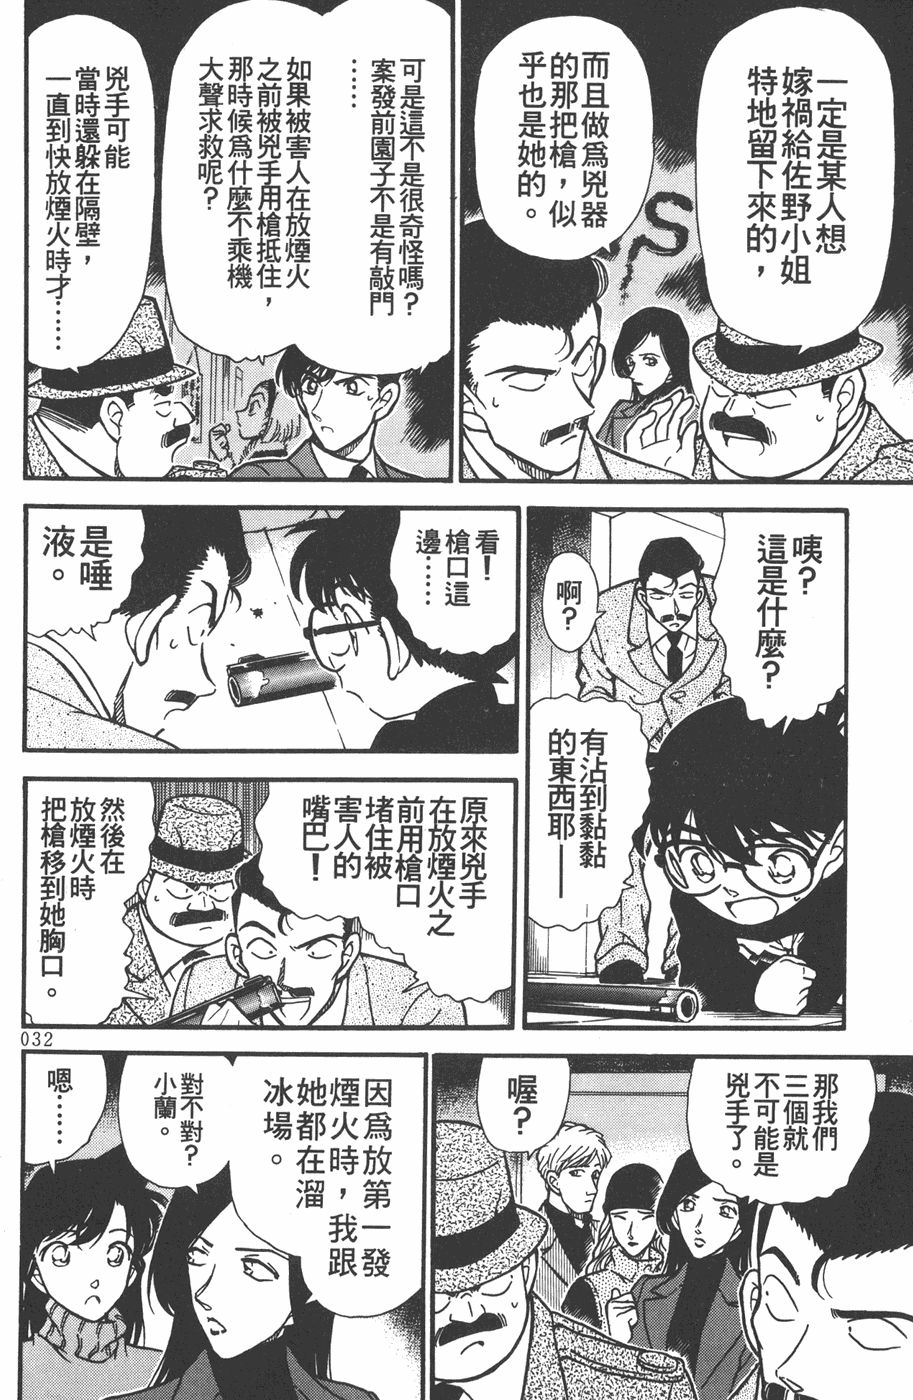 一定是某人想
嫁禍給佐野小姐
特地留下來的，
而且做為兇器
的那把槍，似
乎也是她的。
S
可是這不是很奇怪嗎？
案發前園子不是有敲門
……
如果被害人在放煙火
之前被兇手用槍抵住，
那時候為什麼不乘機
大聲求救呢？
兇手可能
當時還躲在隔壁，
一直到快放煙火時才……
咦？
這是什麼？
啊？
有沾到黏黏
的東西耶——
看！
槍口這
邊……
是唾
液。
原來兇手
在放煙火之
前用槍口
堵住被
害人的
嘴巴！
然後在
放煙火時
把槍移到她胸口。
032
那我們
三個就
不可能是
兇手了。
喔？
因為放第一發
煙火時，我跟
她都在溜
冰場。
對不對？
小蘭。
嗯……